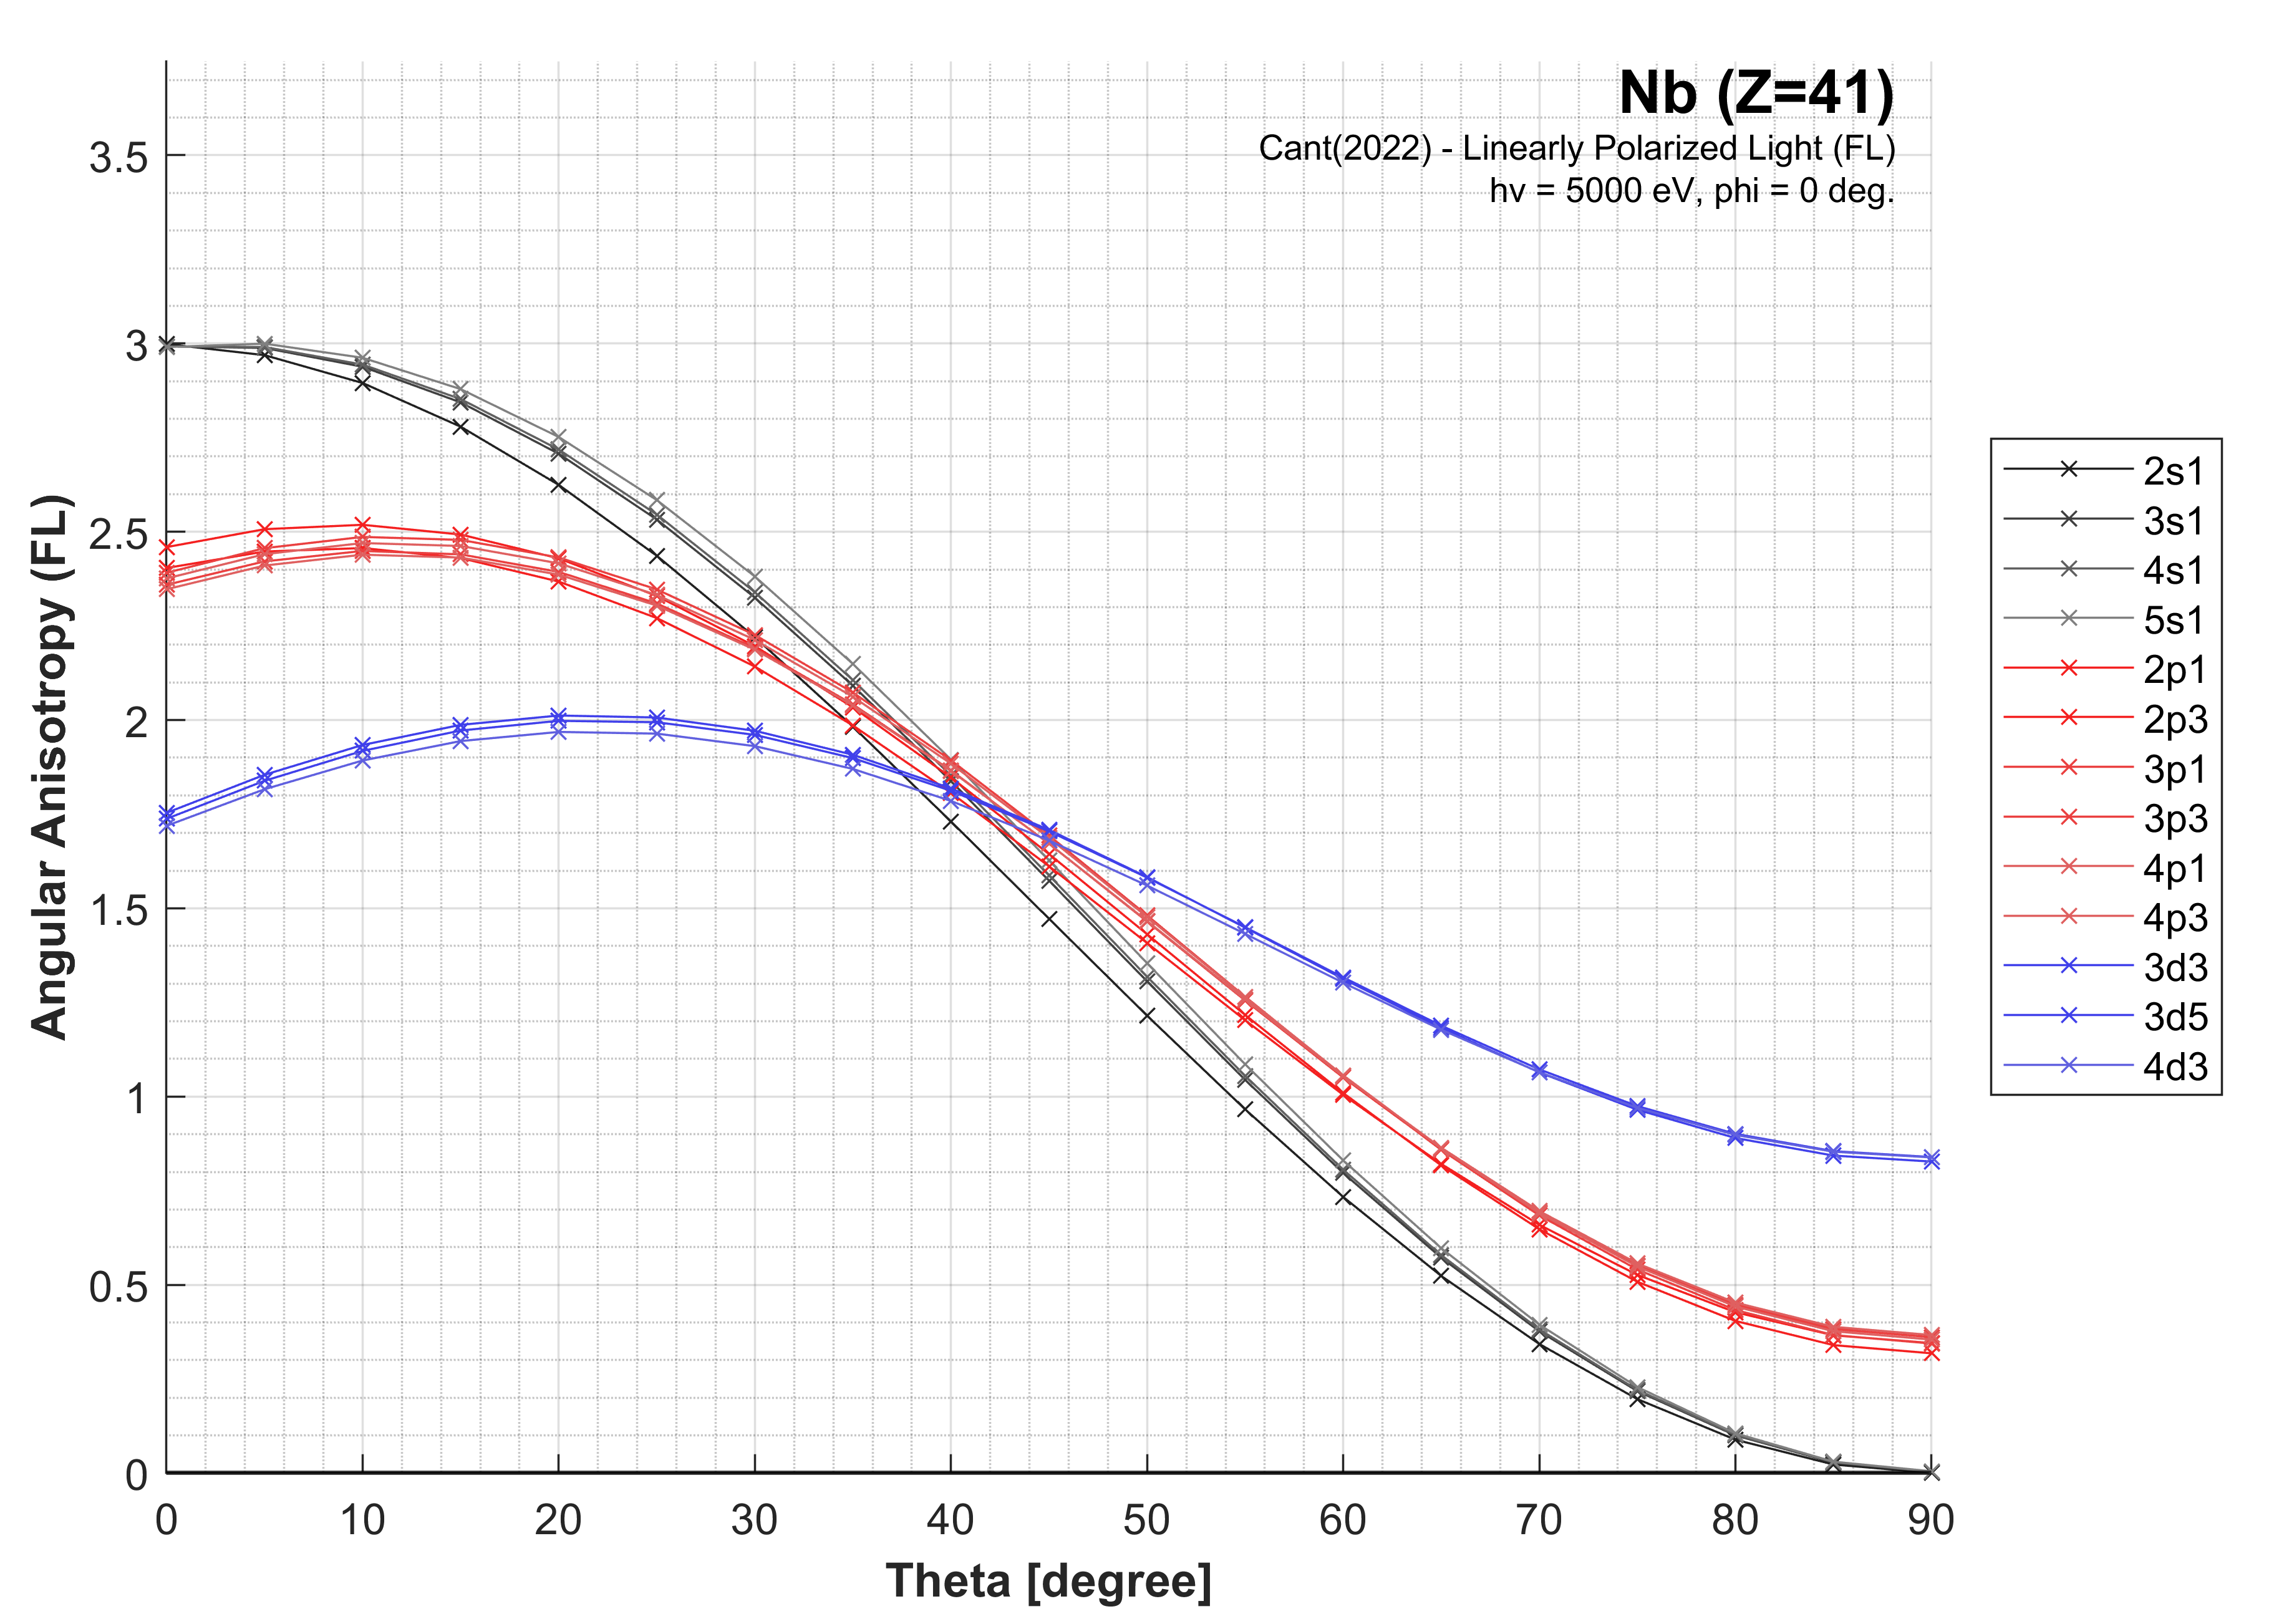 Nb (Z=41)
Cant(2022) - Linearly Polarized Light (FL)
hv = 5000 eV, phi = 0 deg.
Angular Anisotropy (FL)
3.5
3
2.5
2
1.5
1
0.5
0
0 10 20 30 40 50 60 70 80 90
Theta [degree]
2s1
3s1
4s1
5s1
2p1
2p3
3p1
3p3
4p1
4p3
3d3
3d5
4d3